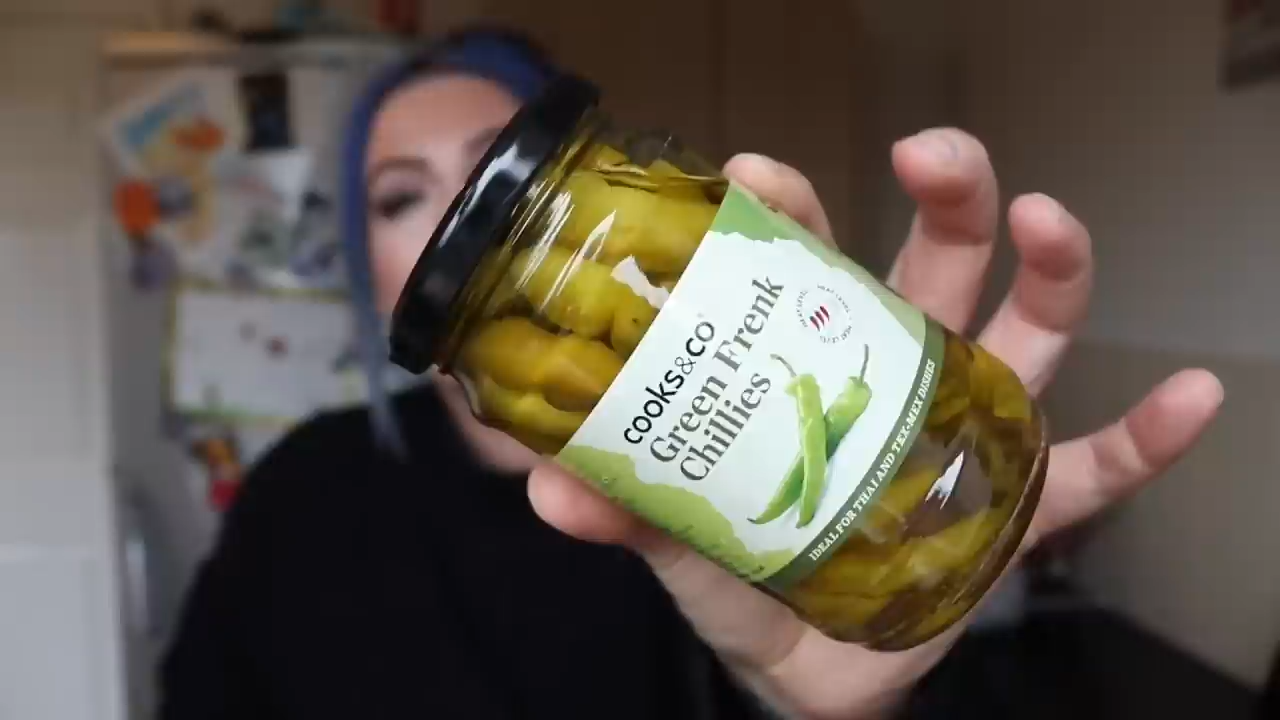 cooks&co
Green Frenk
Chillies
IDEAL FOR THAI AND TEX-MEX DISHES